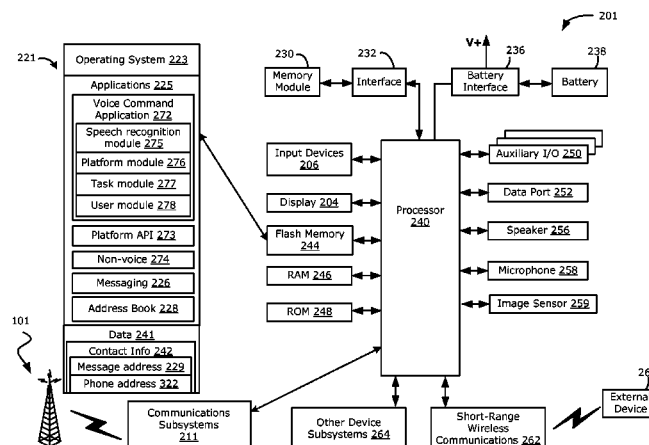 201
221
Operating System 223
Applications 225
Voice Command
Application
272
Speech recognition
module
275
Platform module 276
Task module 277
User module 278
Platform API 273
Non-voice 274
Messaging 226
Address Book 228
Data 241
Contact Info 242
Message address 229
Phone address 322
101
230
Memory
Module
232
Interface
V+
236
Battery
Interface
238
Battery
Input Devices
206
Display 204
Flash Memory
244
RAM 246
ROM 248
Processor
240
Auxiliary I/O 250
Data Port 252
Speaker
256
Microphone 258
Image Sensor 259
Communications
Subsystems
211
Other Device
Subsystems 264
Short-Range
Wireless
Communications 262
External
Device